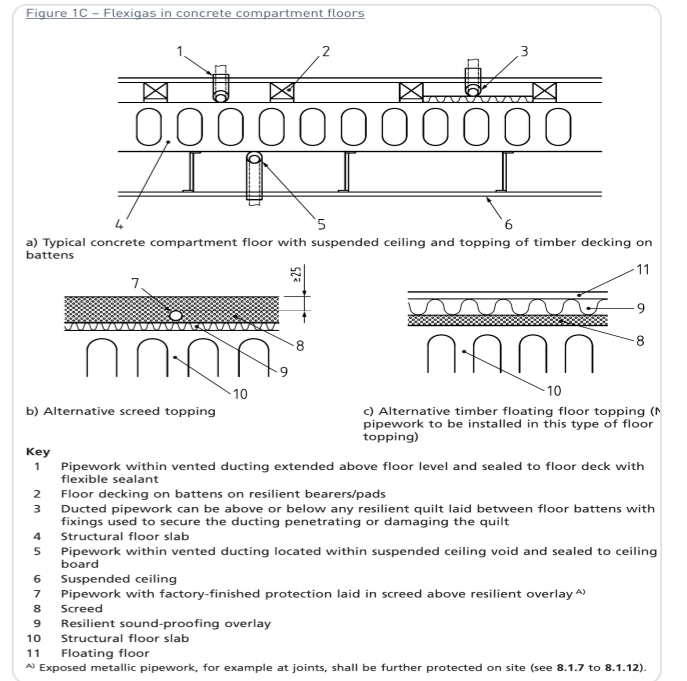 Figure 1C – Flexigas in concrete compartment floors
1
2
3
4
5
6
a) Typical concrete compartment floor with suspended ceiling and topping of timber decking on
battens
7
≥25
8
9
10
11
9
8
10
b) Alternative screed topping
c) Alternative timber floating floor topping (
pipework to be installed in this type of floor
topping)
Key
1 Pipework within vented ducting extended above floor level and sealed to floor deck with
flexible sealant
2 Floor decking on battens on resilient bearers/pads
3 Ducted pipework can be above or below any resilient quilt laid between floor battens with
fixings used to secure the ducting penetrating or damaging the quilt
4 Structural floor slab
5 Pipework within vented ducting located within suspended ceiling void and sealed to ceiling
board
6 Suspended ceiling
7 Pipework with factory-finished protection laid in screed above resilient overlay A)
8 Screed
9 Resilient sound-proofing overlay
10 Structural floor slab
11 Floating floor
A) Exposed metallic pipework, for example at joints, shall be further protected on site (see 8.1.7 to 8.1.12).